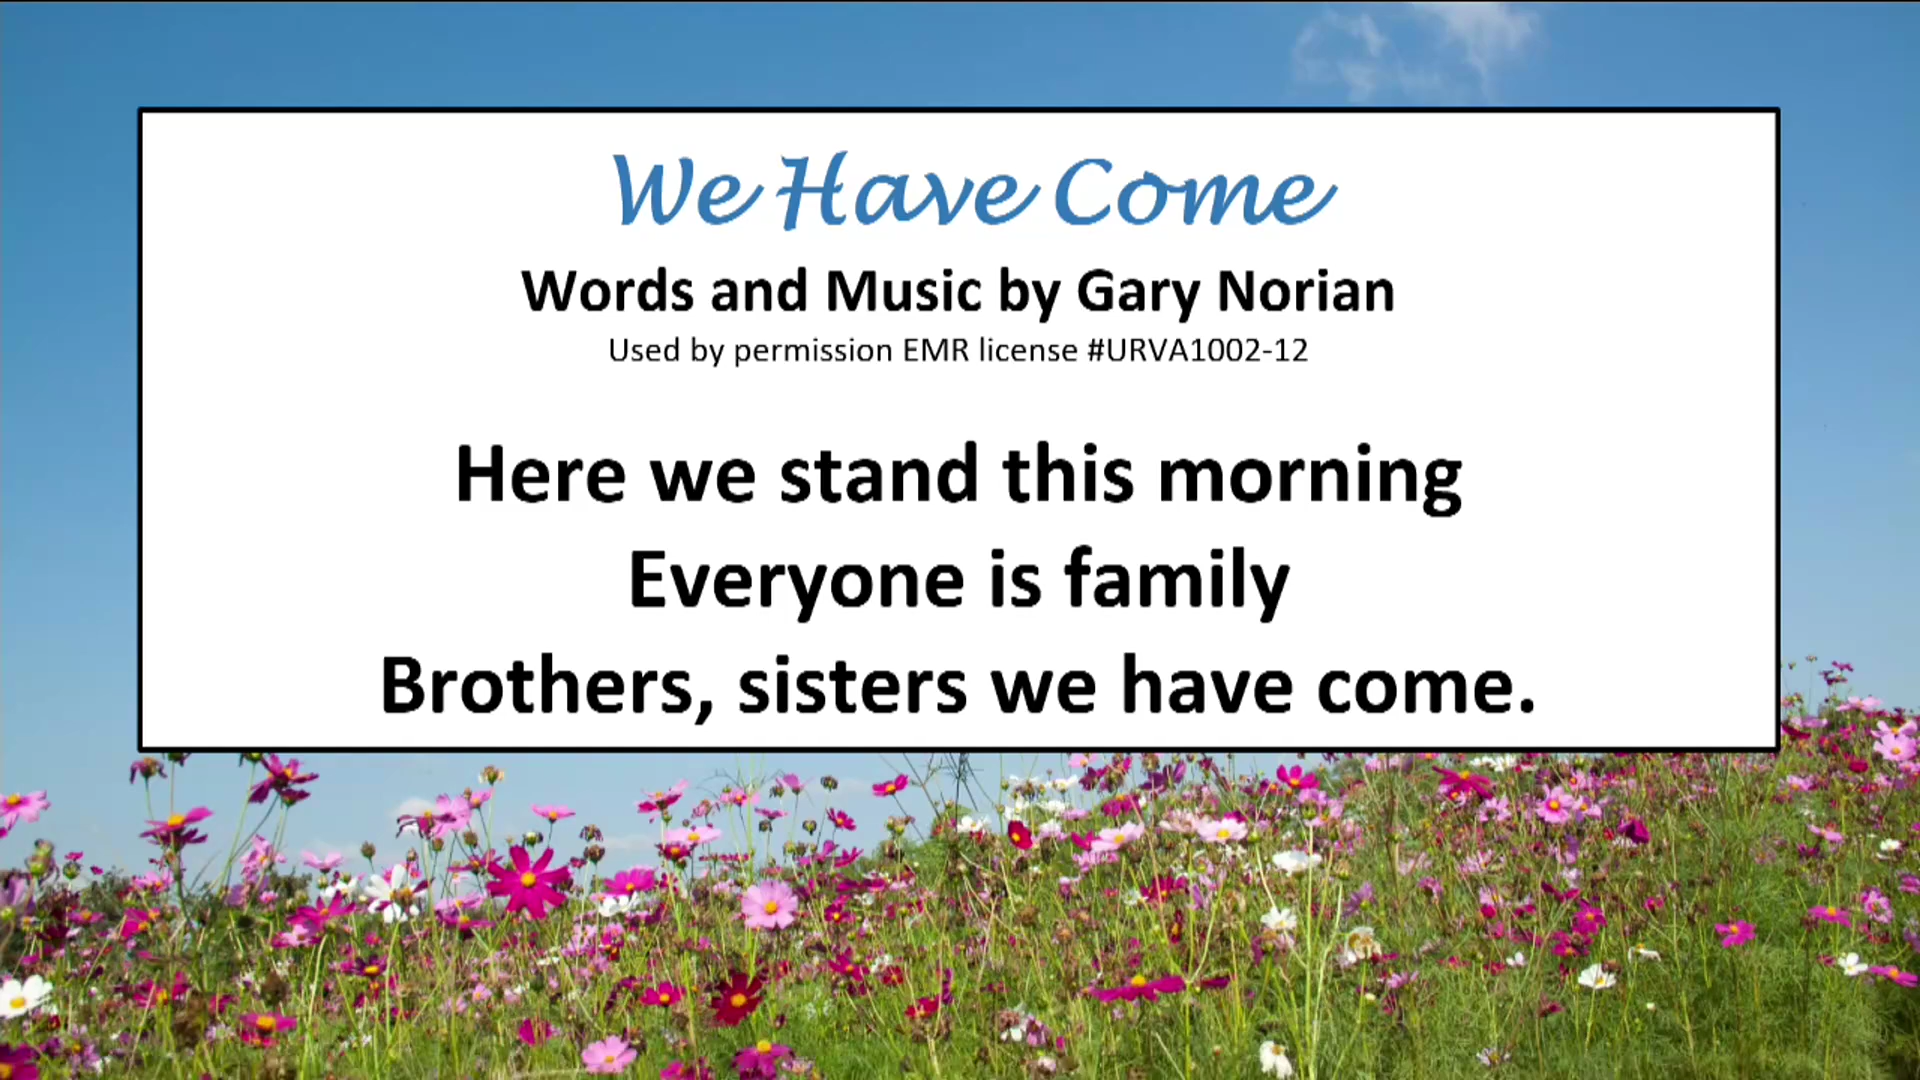 We Have Come
Words and Music by Gary Norian
Used by permission EMR license #URVA1002-12
Here we stand this morning
Everyone is family
Brothers, sisters we have come.